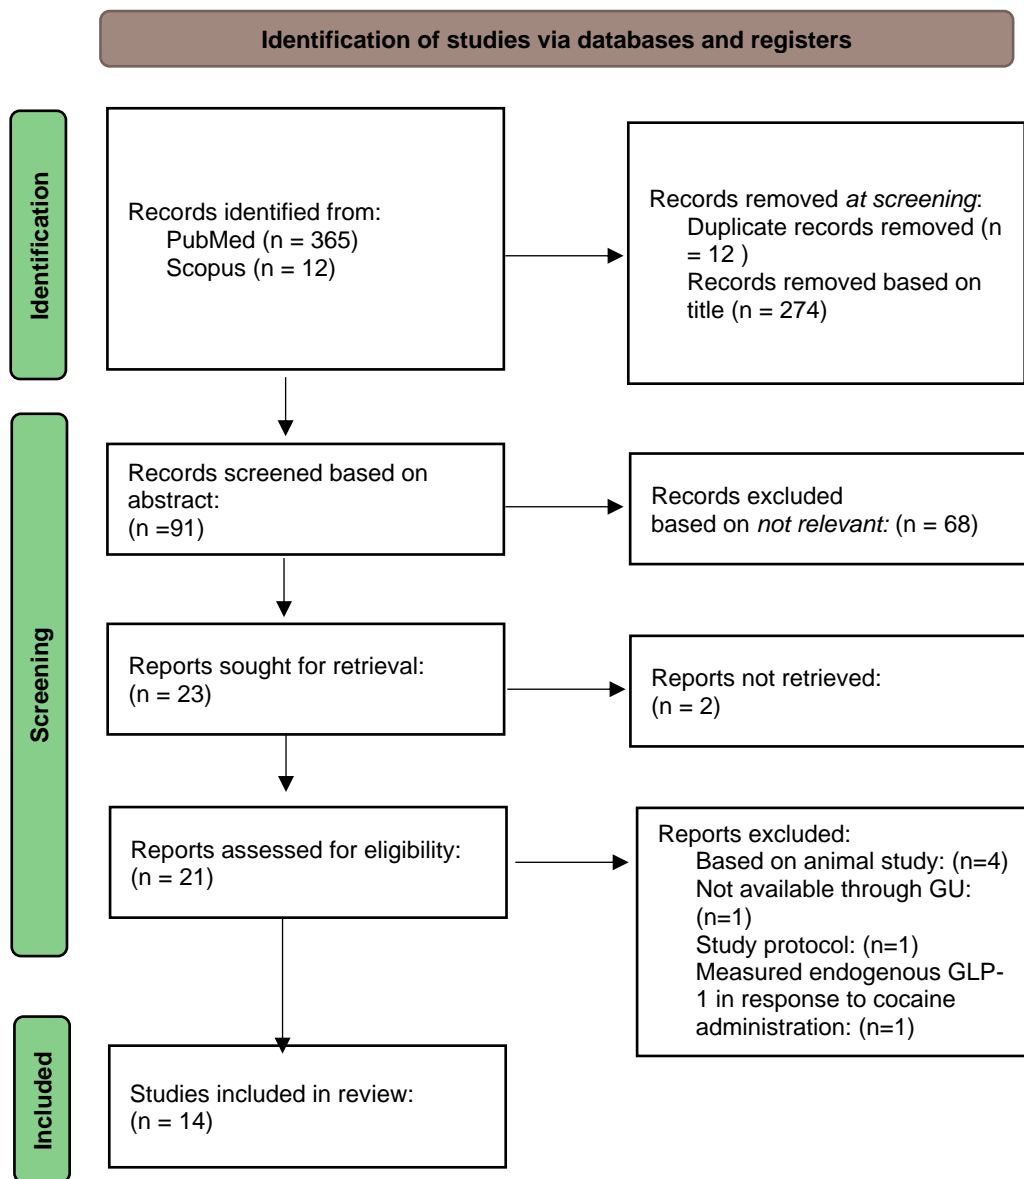 Identification of studies via databases and registers
Identification
Records identified from:
PubMed (n = 365)
Scopus (n = 12)
Records removed at screening:
Duplicate records removed (n
= 12 )
Records removed based on
title (n = 274)
Screening
Records screened based on
abstract:
(n =91)
Records excluded
based on not relevant: (n = 68)
Reports sought for retrieval:
(n = 23)
Reports not retrieved:
(n = 2)
Reports assessed for eligibility:
(n = 21)
Reports excluded:
Based on animal study: (n=4)
Not available through GU:
(n=1)
Study protocol: (n=1)
Measured endogenous GLP-
1 in response to cocaine
administration: (n=1)
Included
Studies included in review:
(n = 14)